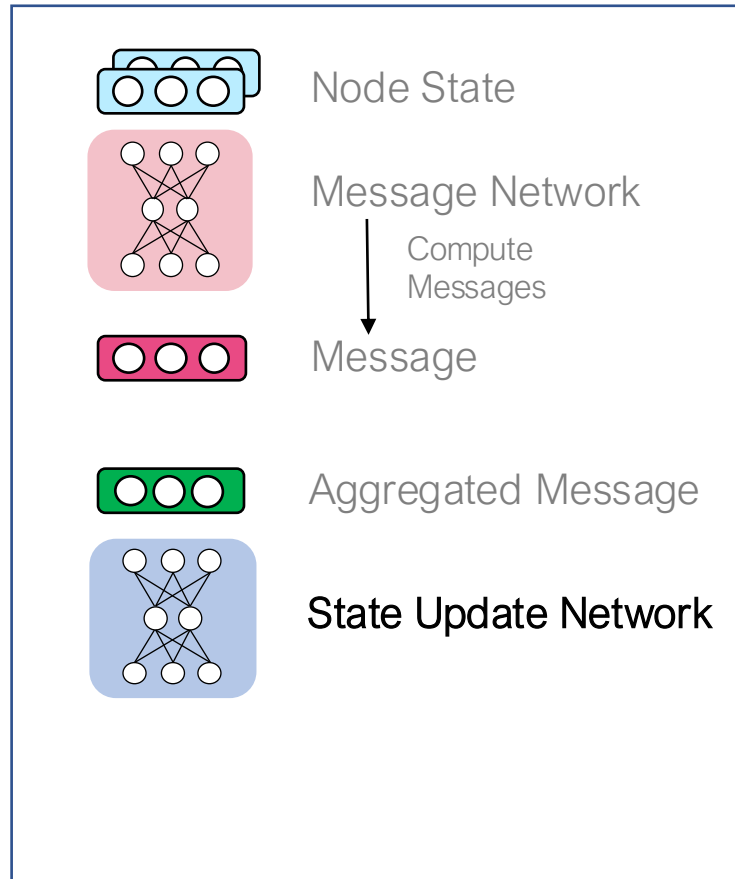 Node State
Message Network
Compute
Messages
Message
Aggregated Message
State Update Network